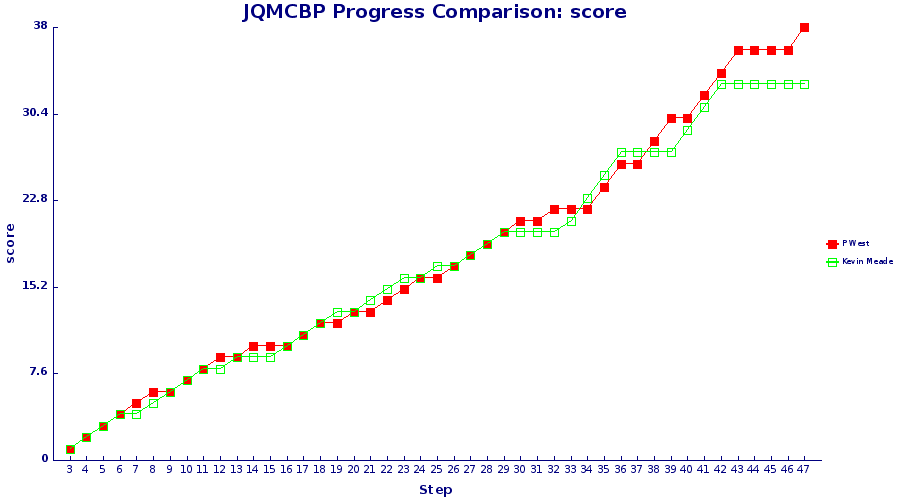 JQMCBP Progress Comparison: score
38
30.4
22.8
15.2
7.6
0
score
3 4 5 6 7 8 9 10 11 12 13 14 15 16 17 18 19 20 21 22 23 24 25 26 27 28 29 30 31 32 33 34 35 36 37 38 39 40 41 42 43 44 45 46 47
Step
P West
Kevin Meade